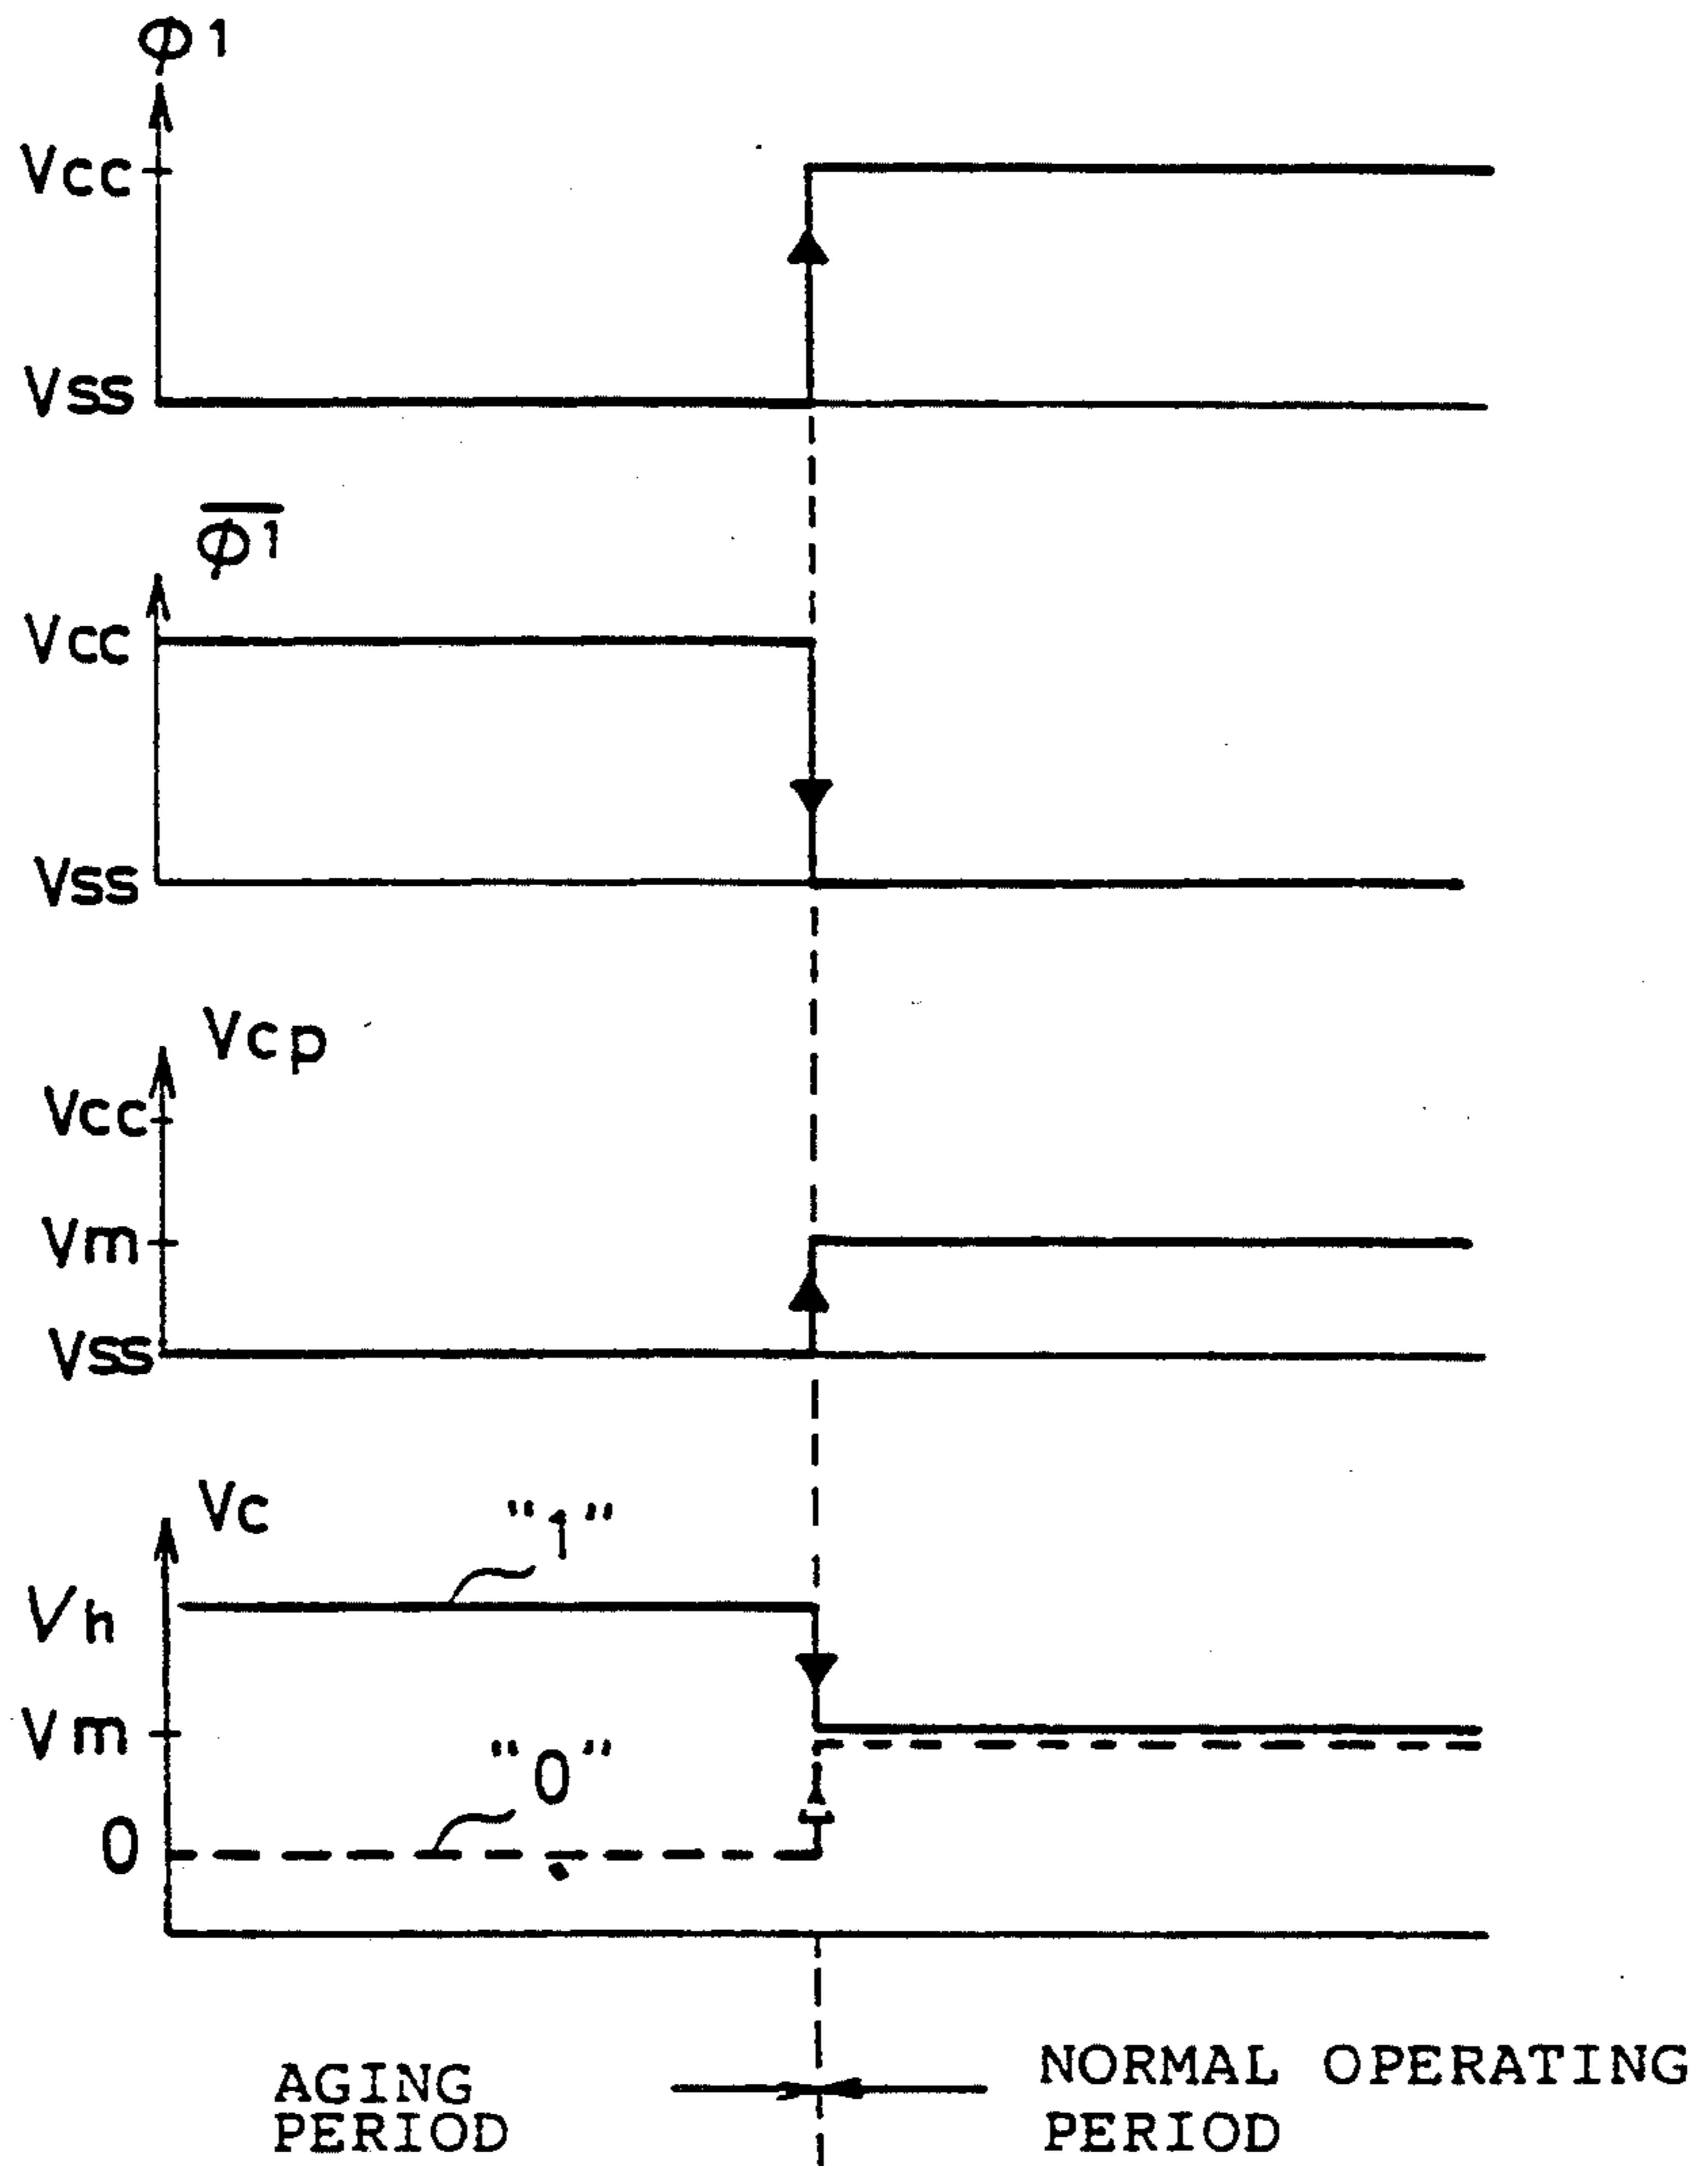 φ1
Vcc
Vss
φ1
Vcc
Vss
Vcp
Vcc
Vm
Vss
Vc
"1"
Vh
Vm
"0"
0
AGING
PERIOD
NORMAL OPERATING
PERIOD